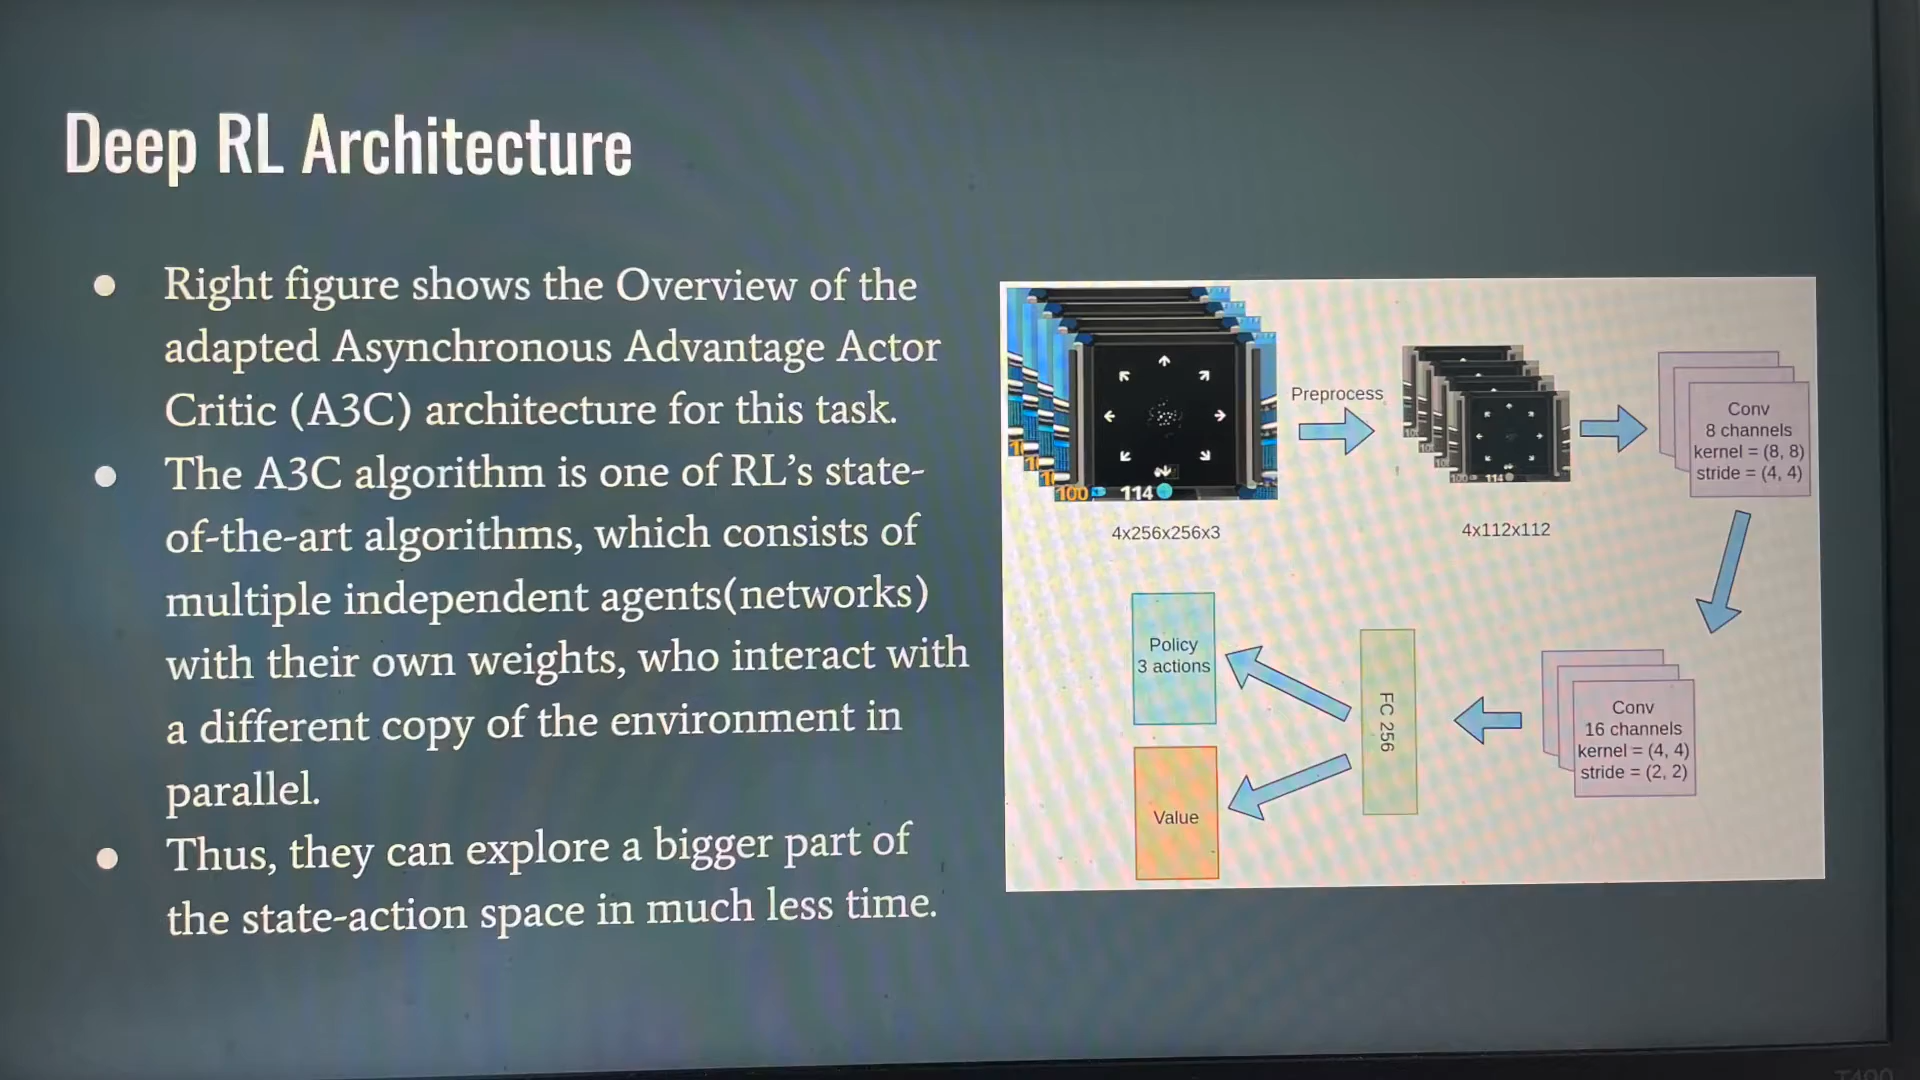 Deep RL Architecture
● Right figure shows the Overview of the
adapted Asynchronous Advantage Actor
Critic (A3C) architecture for this task.
● The A3C algorithm is one of RL’s state-
of-the-art algorithms, which consists of
multiple independent agents(networks)
with their own weights, who interact with
a different copy of the environment in
parallel.
● Thus, they can explore a bigger part of
the state-action space in much less time.
100 114
4x256x256x3
Preprocess
100 114
4x112x112
Conv
8 channels
kernel = (8, 8)
stride = (4, 4)
Conv
16 channels
kernel = (4, 4)
stride = (2, 2)
FC 256
Policy
3 actions
Value